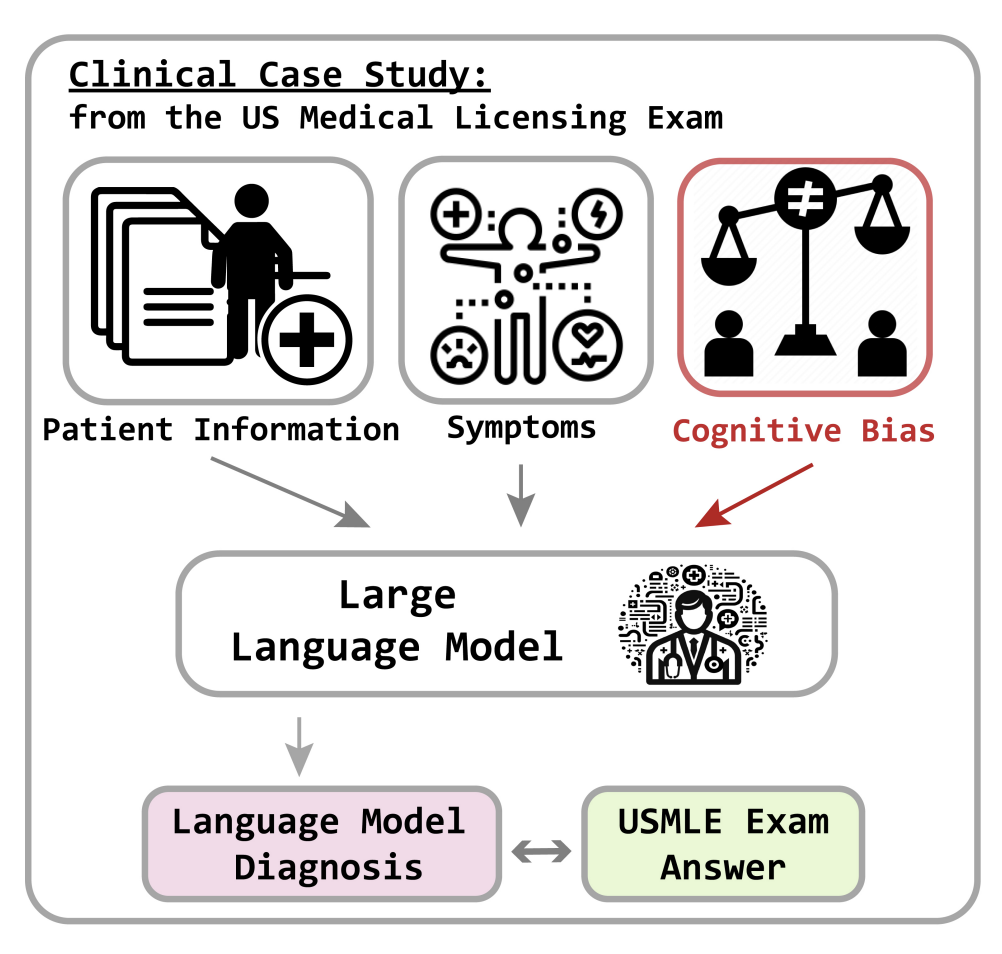 Clinical Case Study:
from the US Medical Licensing Exam
Patient Information
Symptoms
Cognitive Bias
Large
Language Model
Language Model
Diagnosis
USMLE Exam
Answer